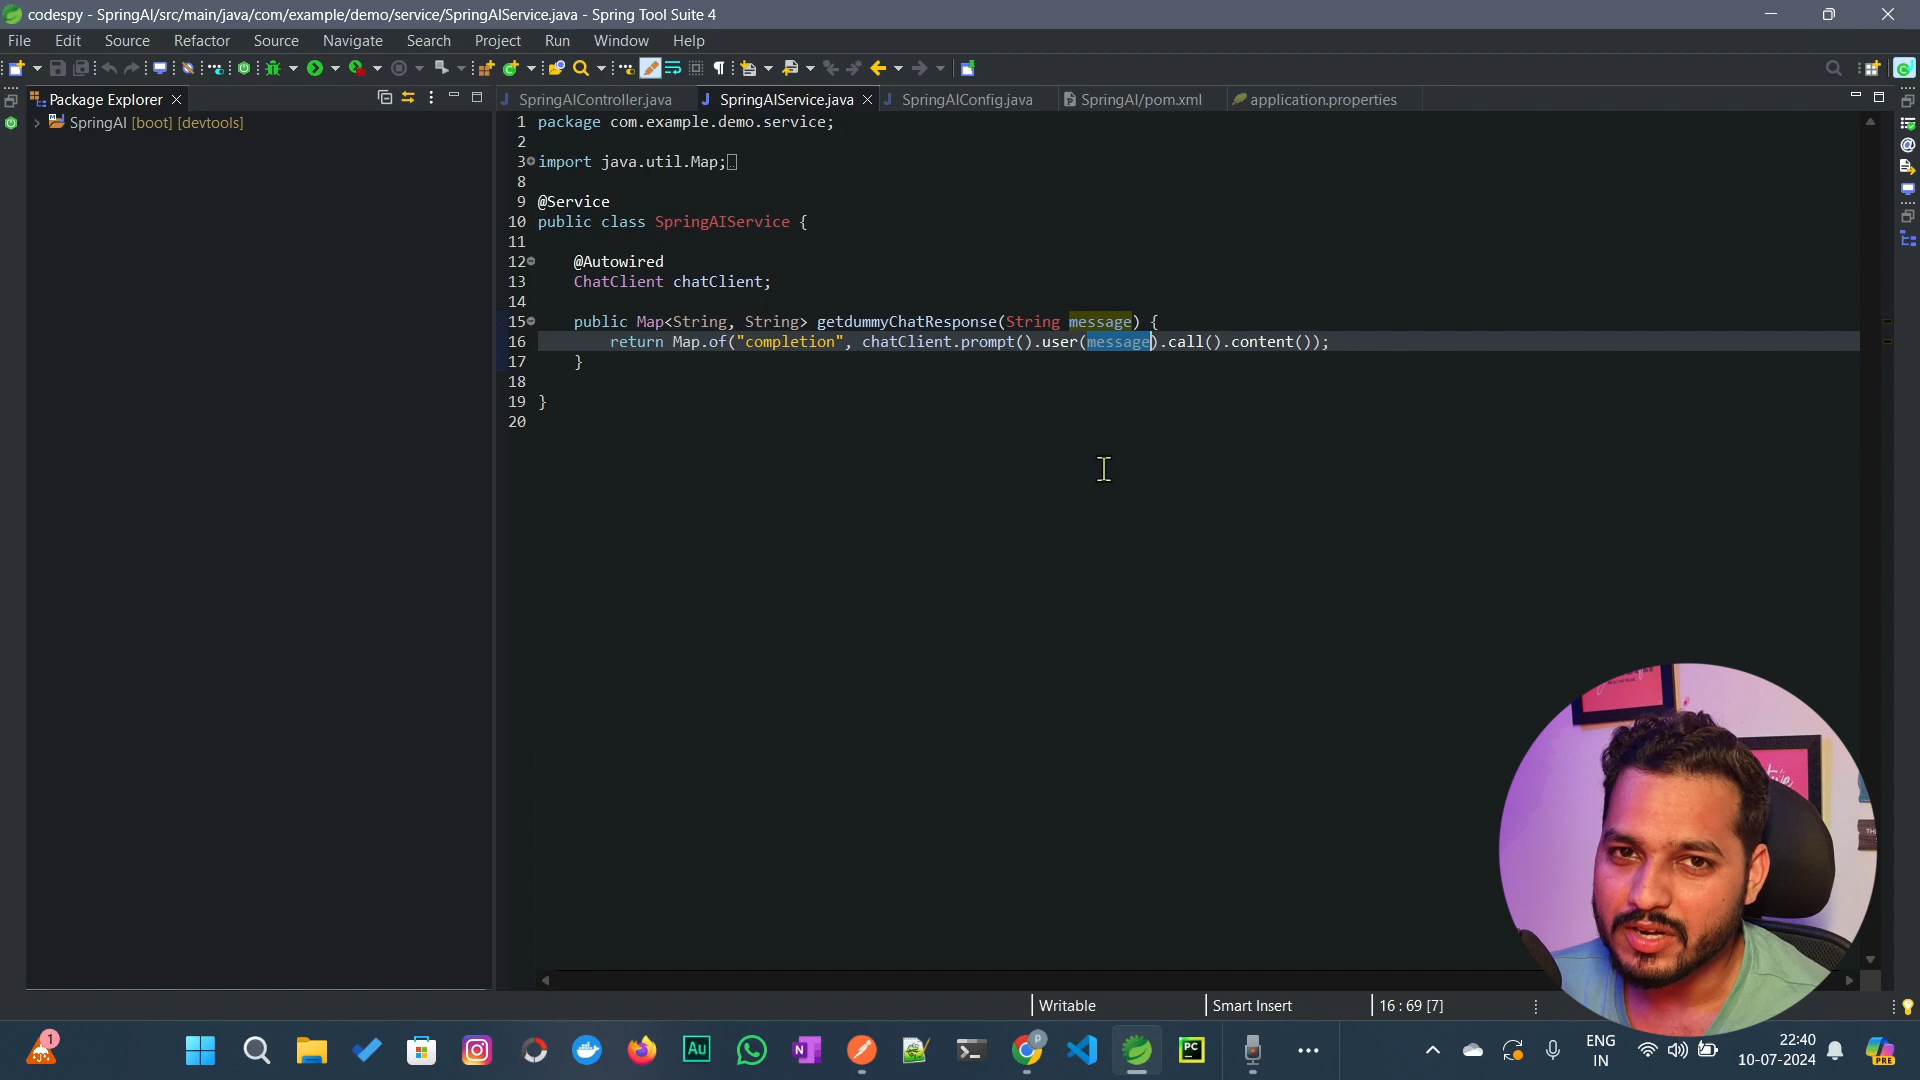 codespy - SpringAI/src/main/java/com/example/demo/service/SpringAIService.java - Spring Tool Suite 4
File Edit Source Refactor Source Navigate Search Project Run Window Help
Package Explorer
SpringAI [boot] [devtools]
SpringAIController.java SpringAIService.java SpringAIConfig.java SpringAI/pom.xml application.properties
1 package com.example.demo.service;
2
3 import java.util.Map;
8
9 @Service
10 public class SpringAIService {
11
12 @Autowired
13 ChatClient chatClient;
14
15 public Map<String, String> getdummyChatResponse(String message) {
16 return Map.of("completion", chatClient.prompt().user(message).call().content());
17 }
18
19 }
20
Writable Smart Insert 16 : 69 [7]
1
Au
N
PC
p
ENG
IN
22:40
10-07-2024
PRE